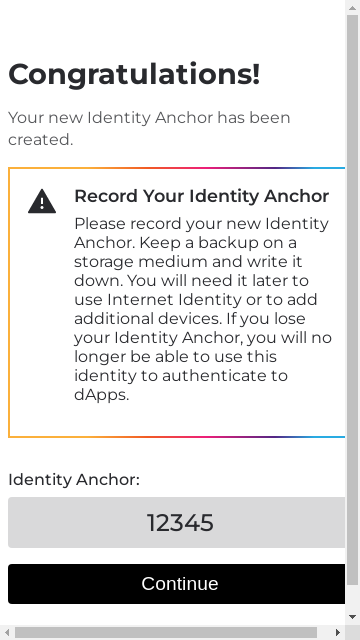 Congratulations!
Your new Identity Anchor has been
created.
Record Your Identity Anchor
Please record your new Identity
Anchor. Keep a backup on a
storage medium and write it
down. You will need it later to
use Internet Identity or to add
additional devices. If you lose
your Identity Anchor, you will no
longer be able to use this
identity to authenticate to
dApps.
Identity Anchor:
12345
Continue